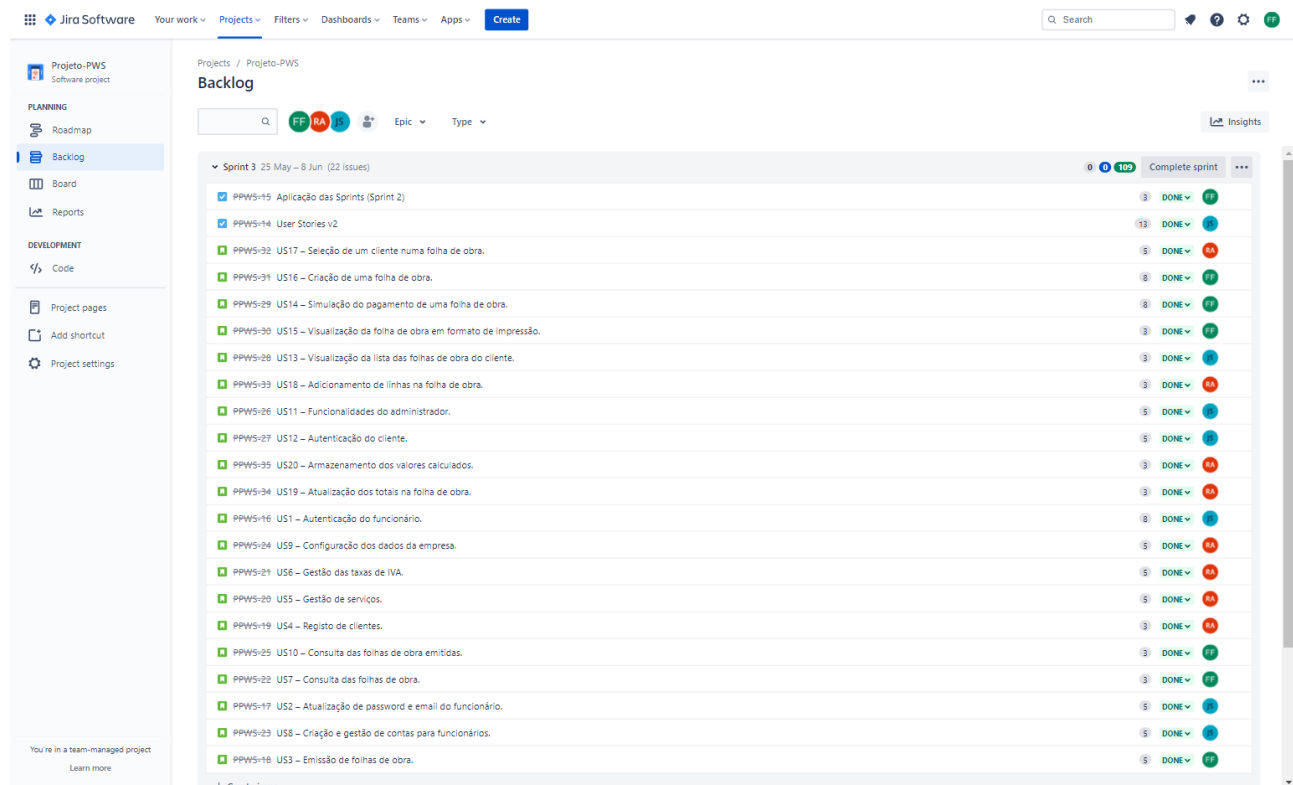 Jira Software Your work Projects Filters Dashboards Teams Apps Create Search FF
Projeto-PWS
Software project
PLANNING
Roadmap
Backlog
Board
Reports
DEVELOPMENT
Code
Project pages
Add shortcut
Project settings
You're in a team-managed project
Learn more
Projects / Projeto-PWS
Backlog
FF RA JS Epic Type Insights
Sprint 3 25 May – 8 Jun (22 issues) 0 0 109 Complete sprint
PPWS-15 Aplicação das Sprints (Sprint 2) 3 DONE FF
PPWS-14 User Stories v2 13 DONE JS
PPWS-32 US17 – Seleção de um cliente numa folha de obra. 5 DONE RA
PPWS-31 US16 – Criação de uma folha de obra. 8 DONE FF
PPWS-29 US14 – Simulação do pagamento de uma folha de obra. 8 DONE FF
PPWS-30 US15 – Visualização da folha de obra em formato de impressão. 3 DONE FF
PPWS-28 US13 – Visualização da lista das folhas de obra do cliente. 3 DONE JS
PPWS-33 US18 – Adicionamento de linhas na folha de obra. 3 DONE RA
PPWS-26 US11 – Funcionalidades do administrador. 5 DONE JS
PPWS-27 US12 – Autenticação do cliente. 5 DONE JS
PPWS-35 US20 – Armazenamento dos valores calculados. 3 DONE RA
PPWS-34 US19 – Atualização dos totais na folha de obra. 3 DONE RA
PPWS-16 US1 – Autenticação do funcionário. 8 DONE JS
PPWS-24 US9 – Configuração dos dados da empresa. 5 DONE RA
PPWS-21 US6 – Gestão das taxas de IVA. 5 DONE RA
PPWS-20 US5 – Gestão de serviços. 5 DONE RA
PPWS-19 US4 – Registo de clientes. 3 DONE RA
PPWS-25 US10 – Consulta das folhas de obra emitidas. 3 DONE FF
PPWS-22 US7 – Consulta das folhas de obra. 3 DONE FF
PPWS-17 US2 – Atualização de password e email do funcionário. 5 DONE JS
PPWS-23 US8 – Criação e gestão de contas para funcionários. 5 DONE JS
PPWS-18 US3 – Emissão de folhas de obra. 5 DONE FF